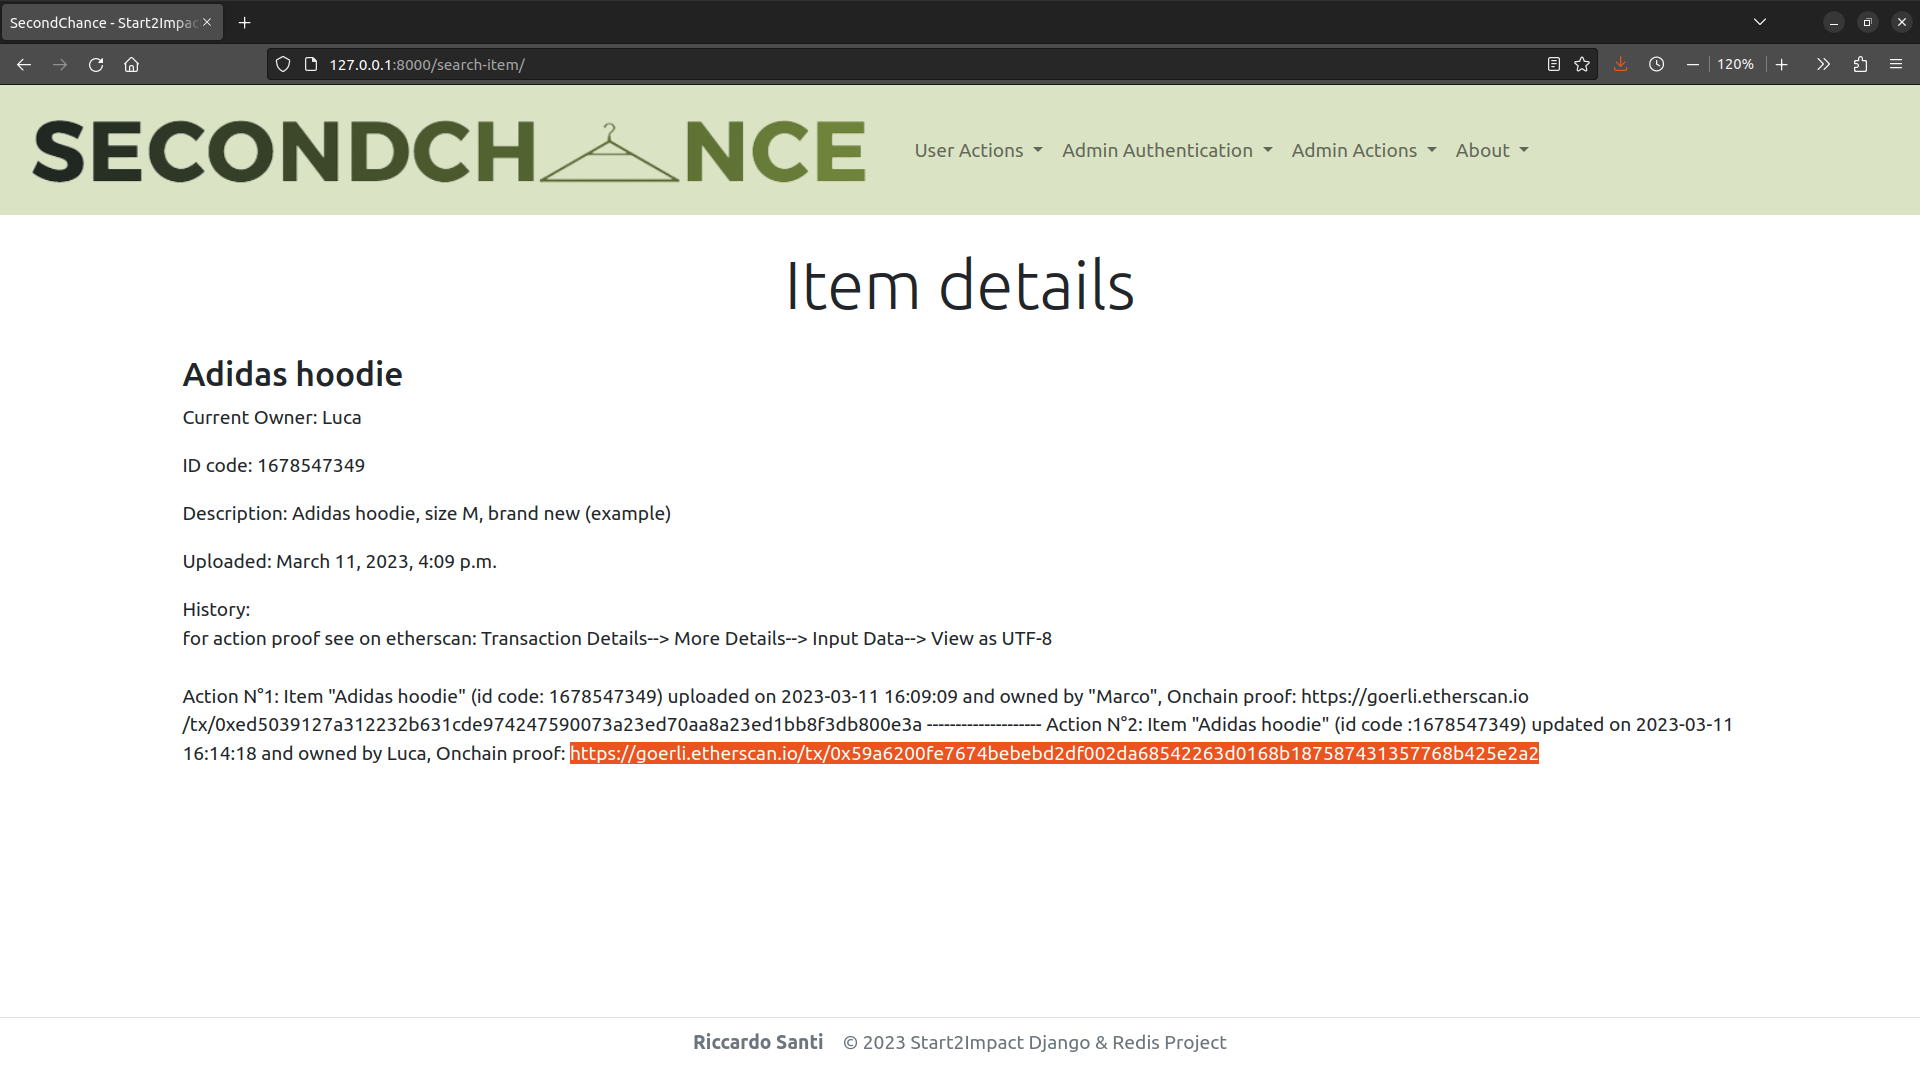 SecondChance - Start2Impac
127.0.0.1:8000/search-item/
120%
SECONDCHANCE
User Actions
Admin Authentication
Admin Actions
About
Item details
Adidas hoodie
Current Owner: Luca
ID code: 1678547349
Description: Adidas hoodie, size M, brand new (example)
Uploaded: March 11, 2023, 4:09 p.m.
History:
for action proof see on etherscan: Transaction Details--> More Details--> Input Data--> View as UTF-8
Action N°1: Item "Adidas hoodie" (id code: 1678547349) uploaded on 2023-03-11 16:09:09 and owned by "Marco", Onchain proof: https://goerli.etherscan.io
/tx/0xed5039127a312232b631cde974247590073a23ed70aa8a23ed1bb8f3db800e3a -------------------- Action N°2: Item "Adidas hoodie" (id code :1678547349) updated on 2023-03-11
16:14:18 and owned by Luca, Onchain proof: https://goerli.etherscan.io/tx/0x59a6200fe7674bebebd2df002da68542263d0168b187587431357768b425e2a2
Riccardo Santi © 2023 Start2Impact Django & Redis Project